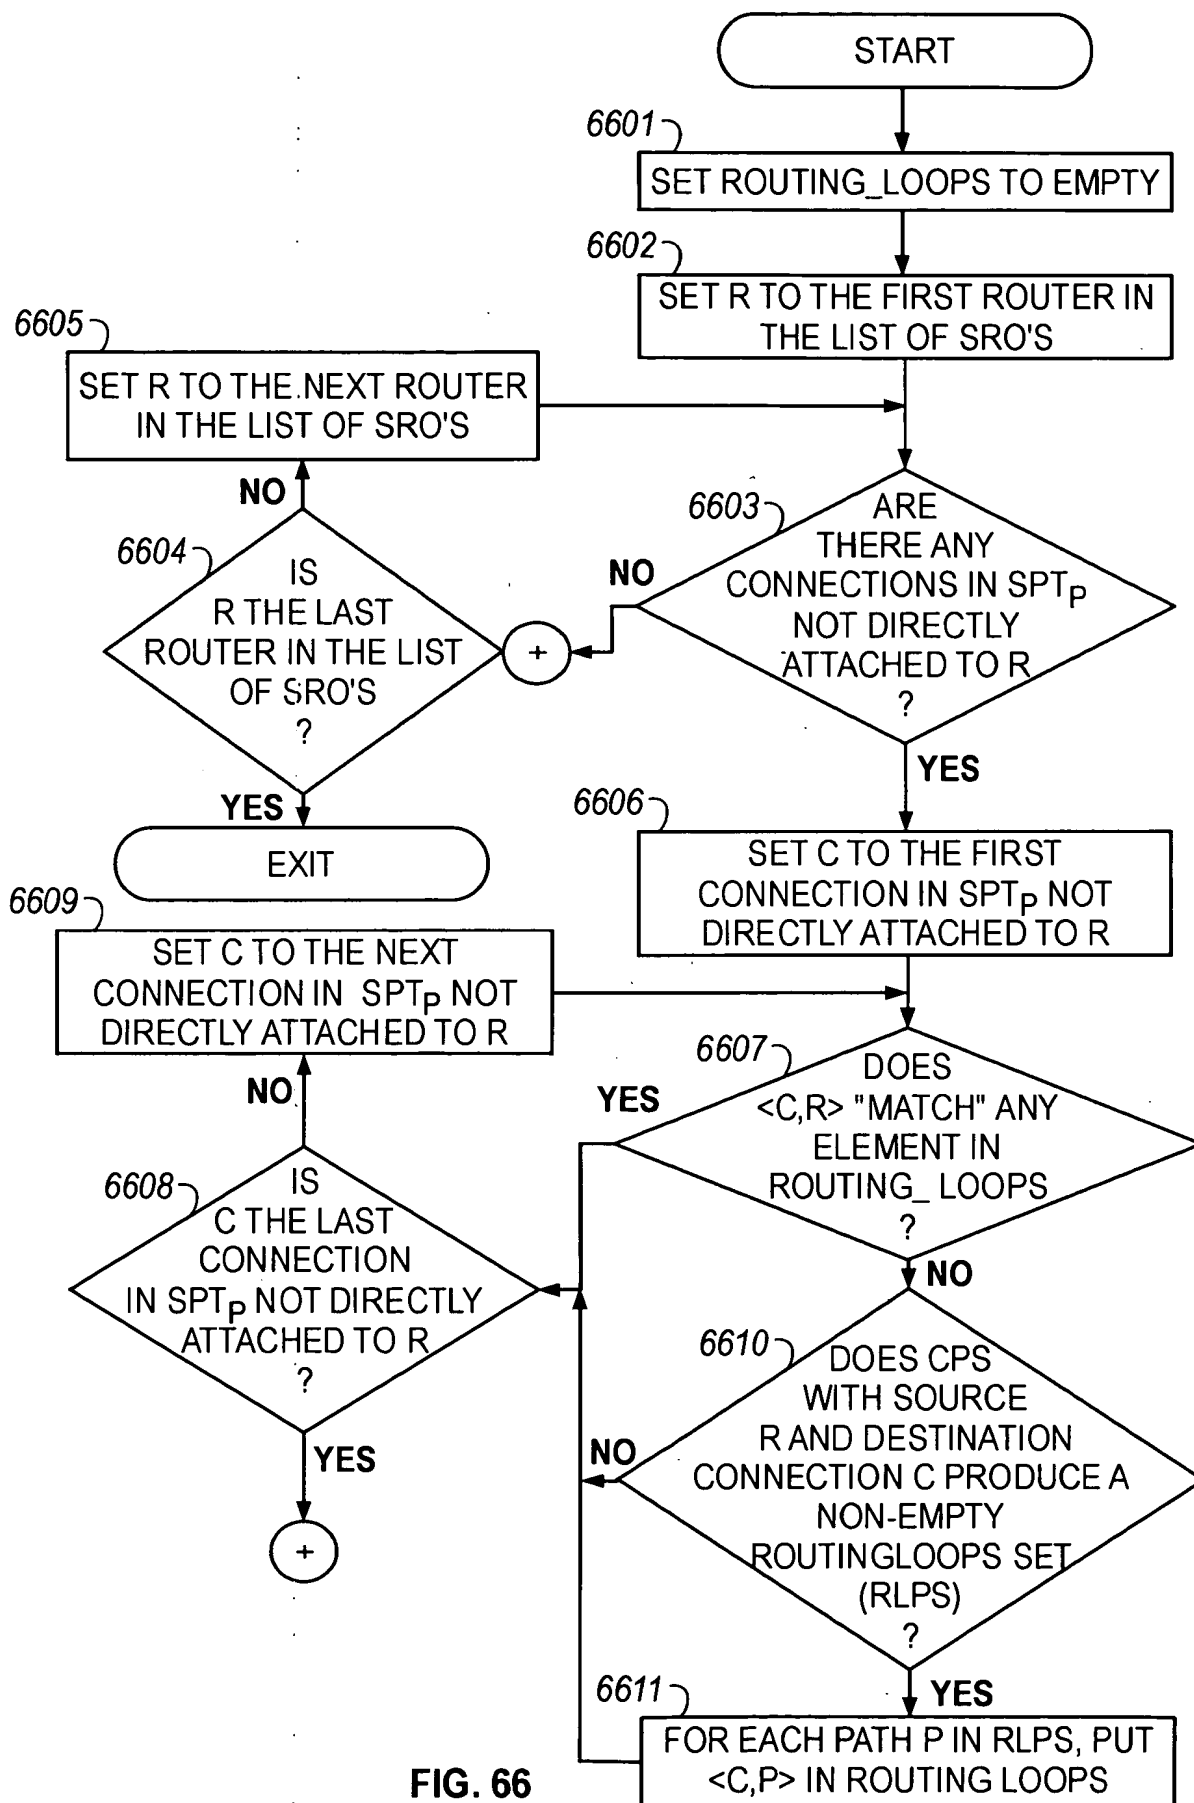 START
6601
SET ROUTING_LOOPS TO EMPTY
6602
SET R TO THE FIRST ROUTER IN
THE LIST OF SRO'S
6605
SET R TO THE NEXT ROUTER
IN THE LIST OF SRO'S
NO
6604
IS
R THE LAST
ROUTER IN THE LIST
OF SRO'S
?
YES
EXIT
+
NO
6603
ARE
THERE ANY
CONNECTIONS IN SPTP
NOT DIRECTLY
ATTACHED TO R
?
YES
6606
SET C TO THE FIRST
CONNECTION IN SPTP NOT
DIRECTLY ATTACHED TO R
6609
SET C TO THE NEXT
CONNECTION IN SPTP NOT
DIRECTLY ATTACHED TO R
NO
6608
IS
C THE LAST
CONNECTION
IN SPTP NOT DIRECTLY
ATTACHED TO R
?
YES
+
6607
YES
DOES
<C,R> "MATCH" ANY
ELEMENT IN
ROUTING_ LOOPS
?
NO
6610
DOES CPS
WITH SOURCE
R AND DESTINATION
CONNECTION C PRODUCE A
NON-EMPTY
ROUTINGLOOPS SET
(RLPS)
?
NO
YES
6611
FOR EACH PATH P IN RLPS, PUT
<C,P> IN ROUTING LOOPS
FIG. 66